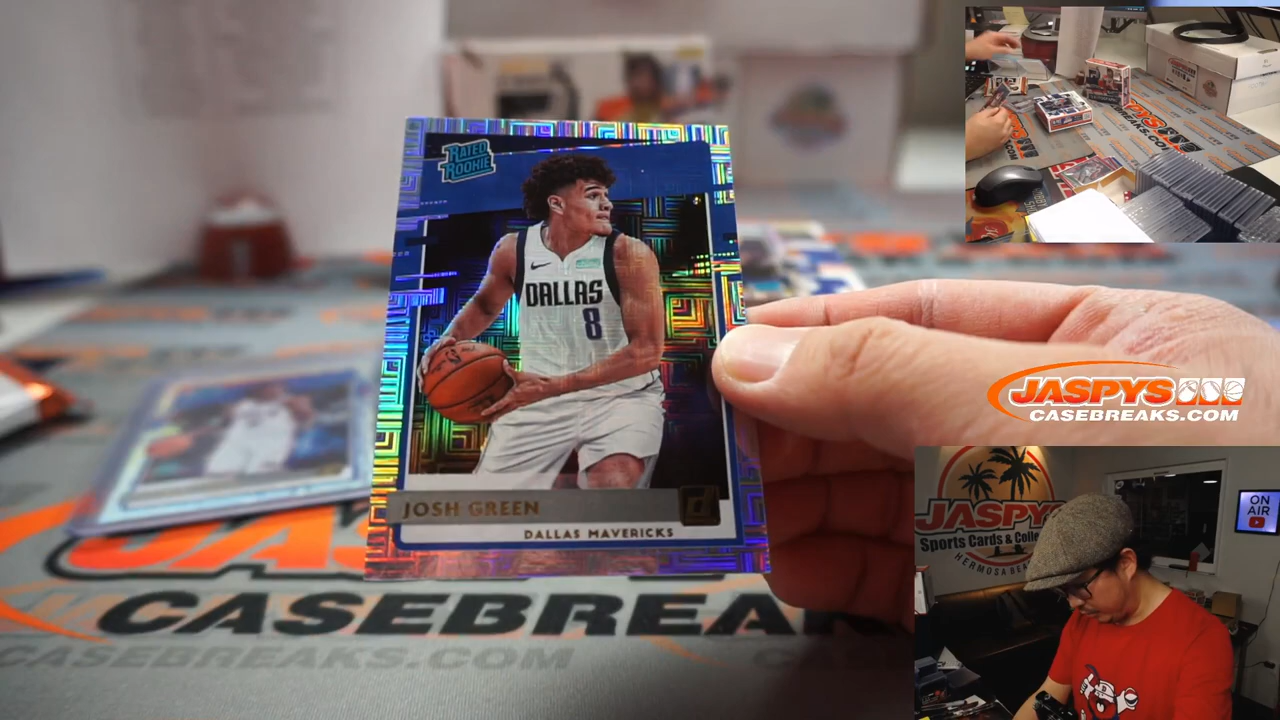 RATED
ROOKIE
DALLAS
8
JOSH GREEN
DALLAS MAVERICKS
CASEBREAK
CASEBREAKS.COM
JASPYS
CASEBREAKS.COM
JASPYS
Sports Cards & Colle
HERMOSA BEA
ON
AIR